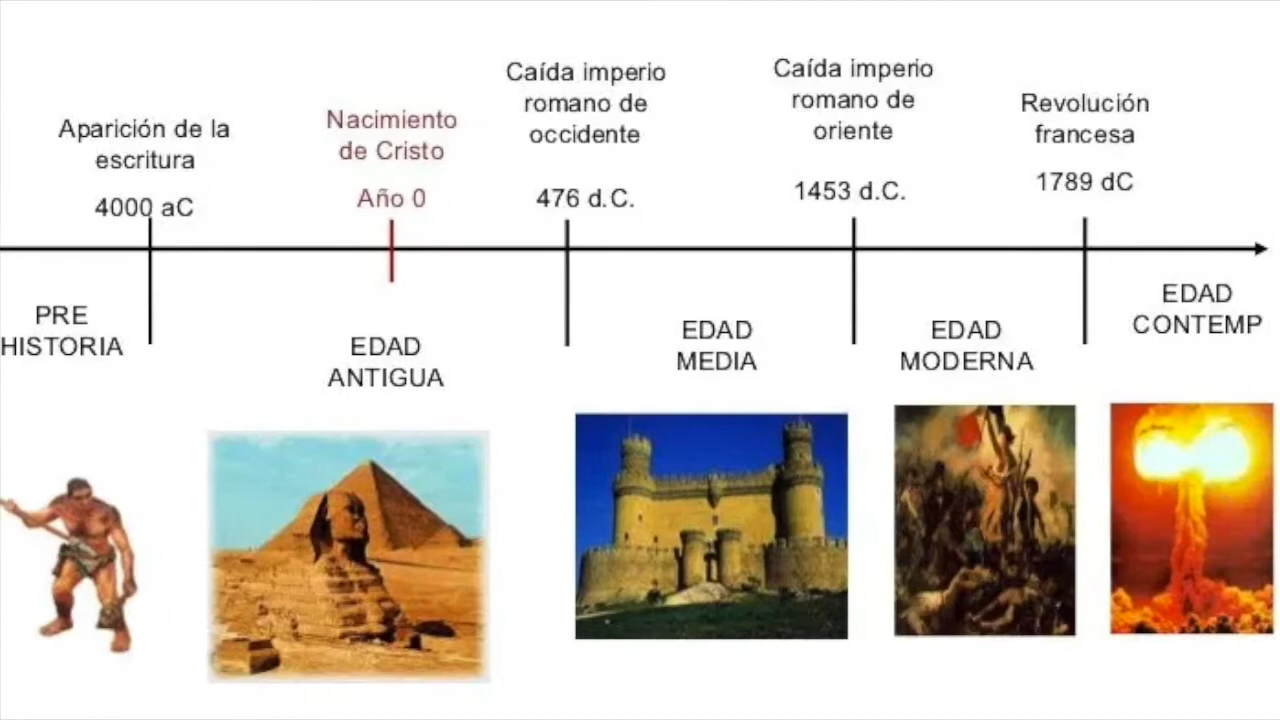 Aparición de la
escritura
4000 aC
Nacimiento
de Cristo
Año 0
Caída imperio
romano de
occidente
476 d.C.
Caída imperio
romano de
oriente
1453 d.C.
Revolución
francesa
1789 dC
PRE
HISTORIA
EDAD
ANTIGUA
EDAD
MEDIA
EDAD
MODERNA
EDAD
CONTEMP